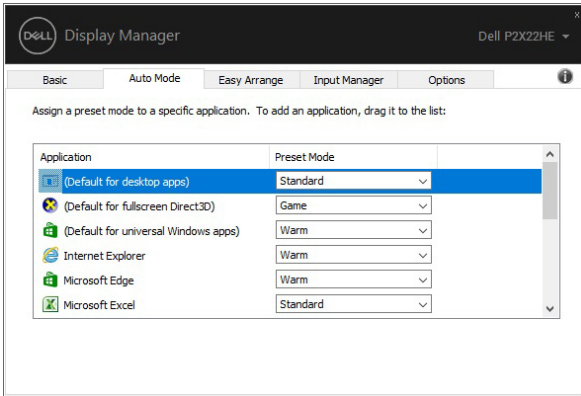 DELL Display Manager Dell P2X22HE
Basic Auto Mode Easy Arrange Input Manager Options
Assign a preset mode to a specific application. To add an application, drag it to the list:
Application Preset Mode
(Default for desktop apps) Standard
(Default for fullscreen Direct3D) Game
(Default for universal Windows apps) Warm
Internet Explorer Warm
Microsoft Edge Warm
Microsoft Excel Standard